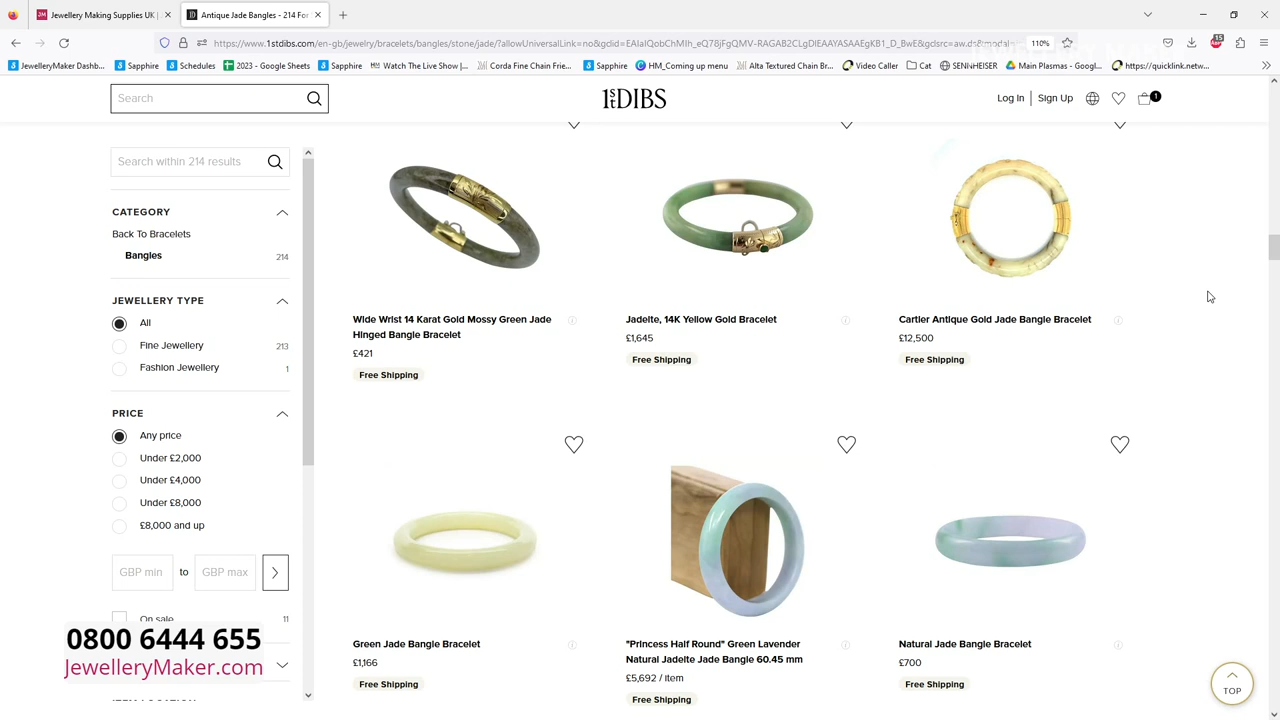 Jewellery Making Supplies UK |
Antique Jade Bangles - 214 For
https://www.1stdibs.com/en-gb/jewelry/bracelets/bangles/stone/jade/?allowUniversalLink=no&gdid=EAIaIQobChMIh_eQ78jFgQMV-RAGAB2CLgDIEAAYASAAEgKB1_D_BwE&gclsrc=aw.ds
110%
15
JewelleryMaker Dashb...
Sapphire
Schedules
2023 - Google Sheets
Sapphire
Watch The Live Show |...
Corda Fine Chain Frie...
Sapphire
HM_Coming up menu
Alta Textured Chain Br...
Video Caller
Cat
SENNHEISER
Main Plasmas - Googl...
https://quicklink.netw...
Search
1STDIBS
Log In
Sign Up
1
Search within 214 results
CATEGORY
Back To Bracelets
Bangles
214
JEWELLERY TYPE
All
Fine Jewellery
213
Fashion Jewellery
1
PRICE
Any price
Under £2,000
Under £4,000
Under £8,000
£8,000 and up
GBP min
to
GBP max
On sale
11
Wide Wrist 14 Karat Gold Mossy Green Jade
Hinged Bangle Bracelet
£421
Free Shipping
Jadeite, 14K Yellow Gold Bracelet
£1,645
Free Shipping
Cartier Antique Gold Jade Bangle Bracelet
£12,500
Free Shipping
Green Jade Bangle Bracelet
£1,166
Free Shipping
"Princess Half Round" Green Lavender
Natural Jadeite Jade Bangle 60.45 mm
£5,692 / item
Free Shipping
Natural Jade Bangle Bracelet
£700
Free Shipping
TOP
0800 6444 655
JewelleryMaker.com